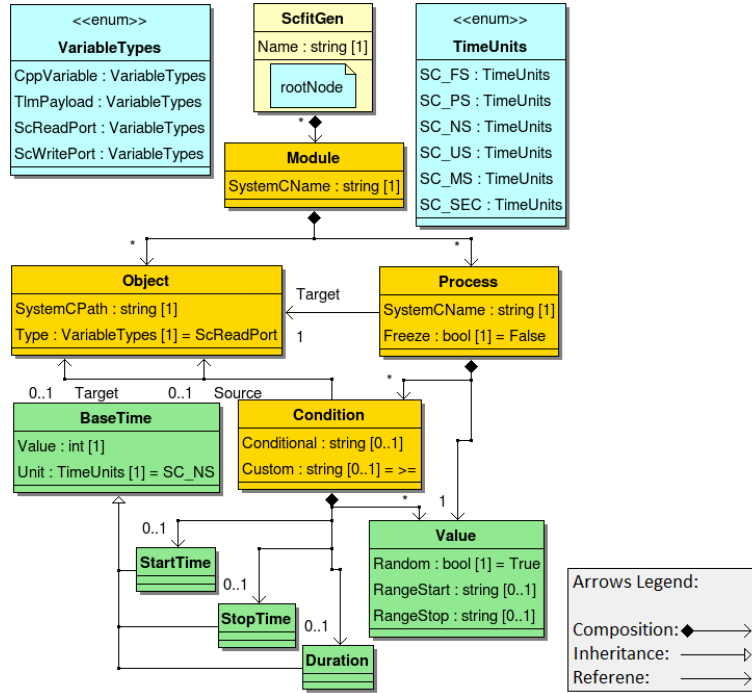 <<enum>>
VariableTypes
CppVariable : VariableTypes
TlmPayload : VariableTypes
ScReadPort : VariableTypes
ScWritePort : VariableTypes
ScfitGen
Name : string [1]
rootNode
<<enum>>
TimeUnits
SC_FS : TimeUnits
SC_PS : TimeUnits
SC_NS : TimeUnits
SC_US : TimeUnits
SC_MS : TimeUnits
SC_SEC : TimeUnits
*
Module
SystemCName : string [1]
*
*
Object
SystemCPath : string [1]
Type : VariableTypes [1] = ScReadPort
Target
1
Process
SystemCName : string [1]
Freeze : bool [1] = False
0..1 Target
0..1 Source
*
BaseTime
Value : int [1]
Unit : TimeUnits [1] = SC_NS
Condition
Conditional : string [0..1]
Custom : string [0..1] = >=
*
1
0..1
StartTime
0..1
StopTime
0..1
Duration
Value
Random : bool [1] = True
RangeStart : string [0..1]
RangeStop : string [0..1]
Arrows Legend:
Composition:
Inheritance:
Referene: